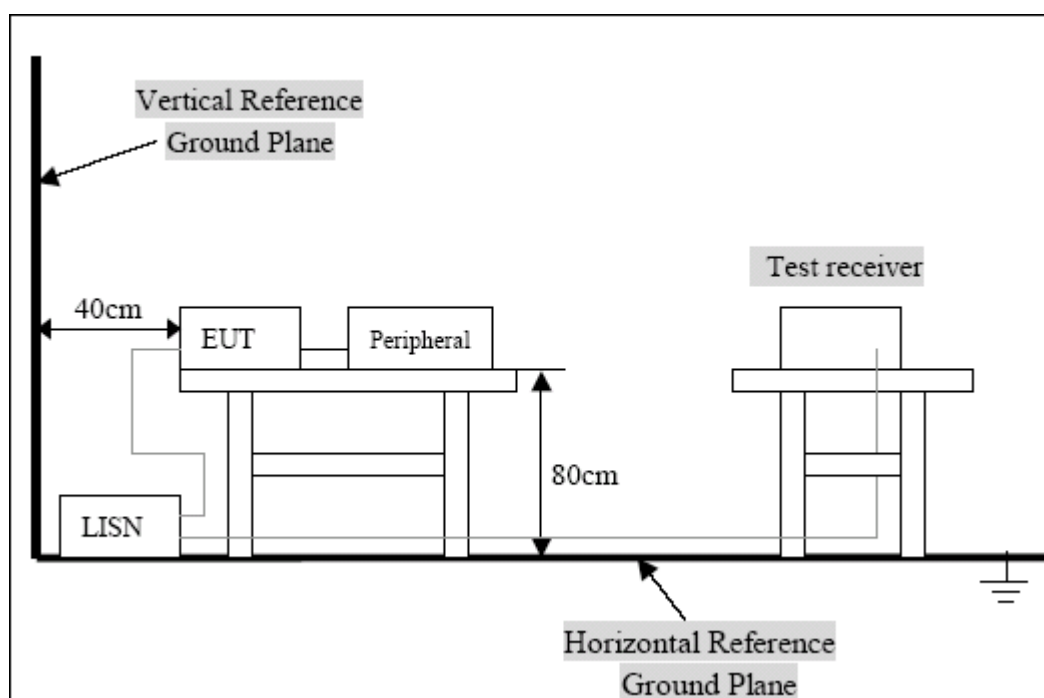 Vertical Reference
Ground Plane
Test receiver
40cm
EUT
Peripheral
80cm
LISN
Horizontal Reference
Ground Plane